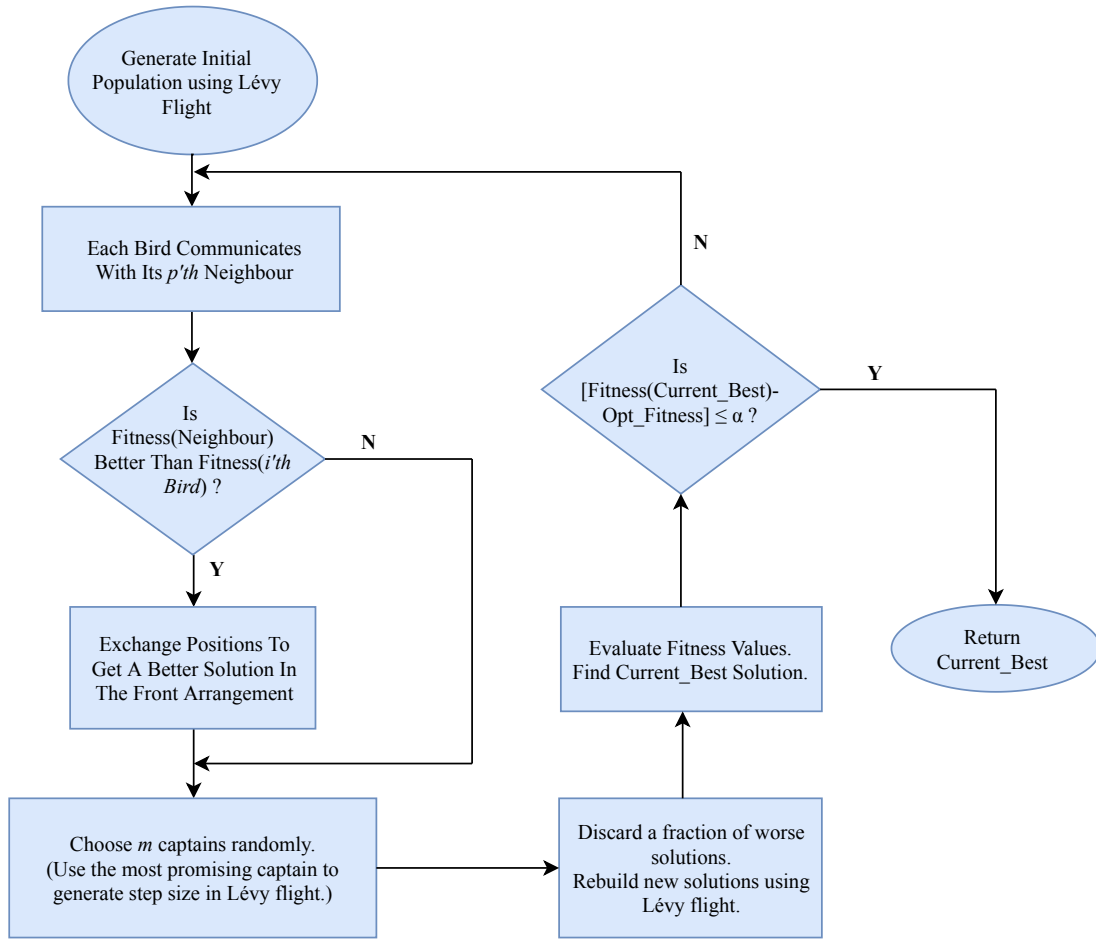 Generate Initial
Population using Lévy
Flight
Each Bird Communicates
With Its p'th Neighbour
Is
Fitness(Neighbour)
Better Than Fitness(i'th
Bird) ?
N
Y
Exchange Positions To
Get A Better Solution In
The Front Arrangement
Choose m captains randomly.
(Use the most promising captain to
generate step size in Lévy flight.)
Discard a fraction of worse
solutions.
Rebuild new solutions using
Lévy flight.
Evaluate Fitness Values.
Find Current_Best Solution.
Is
[Fitness(Current_Best)-
Opt_Fitness] ≤ α ?
N
Y
Return
Current_Best